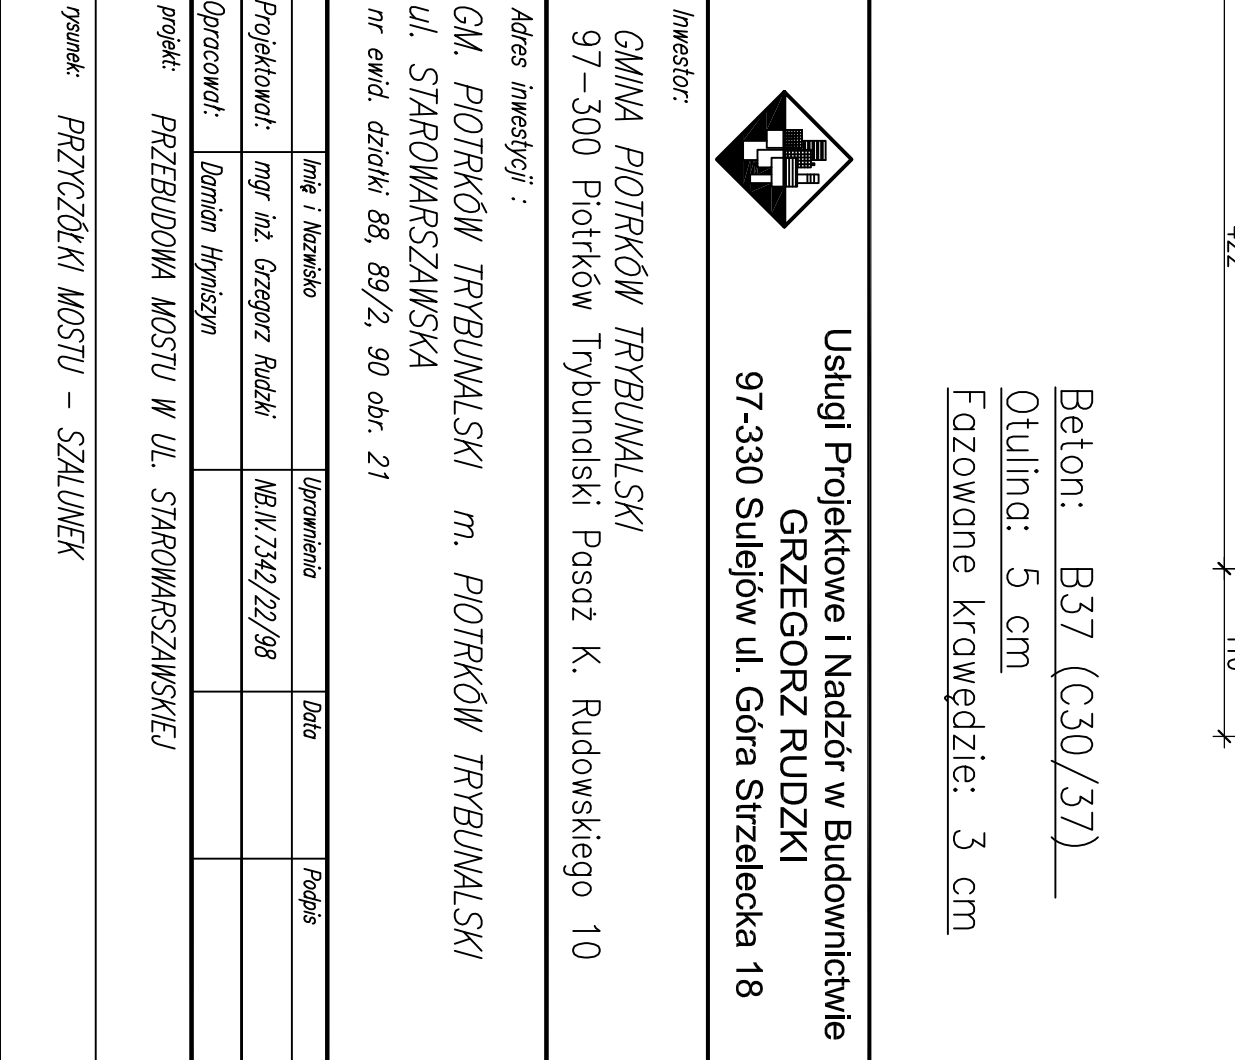 422
Beton: B37 (C30/37)
Otulina: 5 cm
Fazowane krawędzie: 3 cm
Usługi Projektowe i Nadzór w Budownictwie
GRZEGORZ RUDZKI
97-330 Sulejów ul. Góra Strzelecka 18
Inwestor:
GMINA PIOTRKÓW TRYBUNALSKI
97-300 Piotrków Trybunalski Pasaż K. Rudowskiego 10
Adres inwestycji :
GM. PIOTRKÓW TRYBUNALSKI m. PIOTRKÓW TRYBUNALSKI
ul. STAROWARSZAWSKA
nr ewid. działki 88, 89/2, 90 obr. 21
Imię i Nazwisko Uprawnienia Data Podpis
Projektował: mgr inż. Grzegorz Rudzki NB.IV.7342/22/98
Opracował: Damian Hryniszyn
projekt: PRZEBUDOWA MOSTU W UL. STAROWARSZAWSKIEJ
rysunek: PRZYCZÓŁKI MOSTU - SZALUNEK